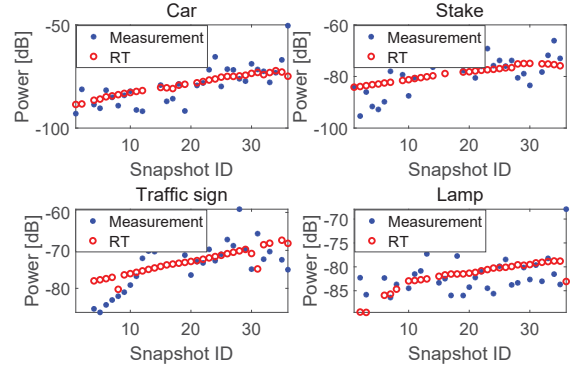 Car
Power [dB]
-50
-100
Measurement
RT
10
20
30
Snapshot ID
Stake
Power [dB]
-60
-80
-100
Measurement
RT
10
20
30
Snapshot ID
Traffic sign
Power [dB]
-60
-70
-80
Measurement
RT
10
20
30
Snapshot ID
Lamp
Power [dB]
-70
-75
-80
-85
Measurement
RT
10
20
30
Snapshot ID